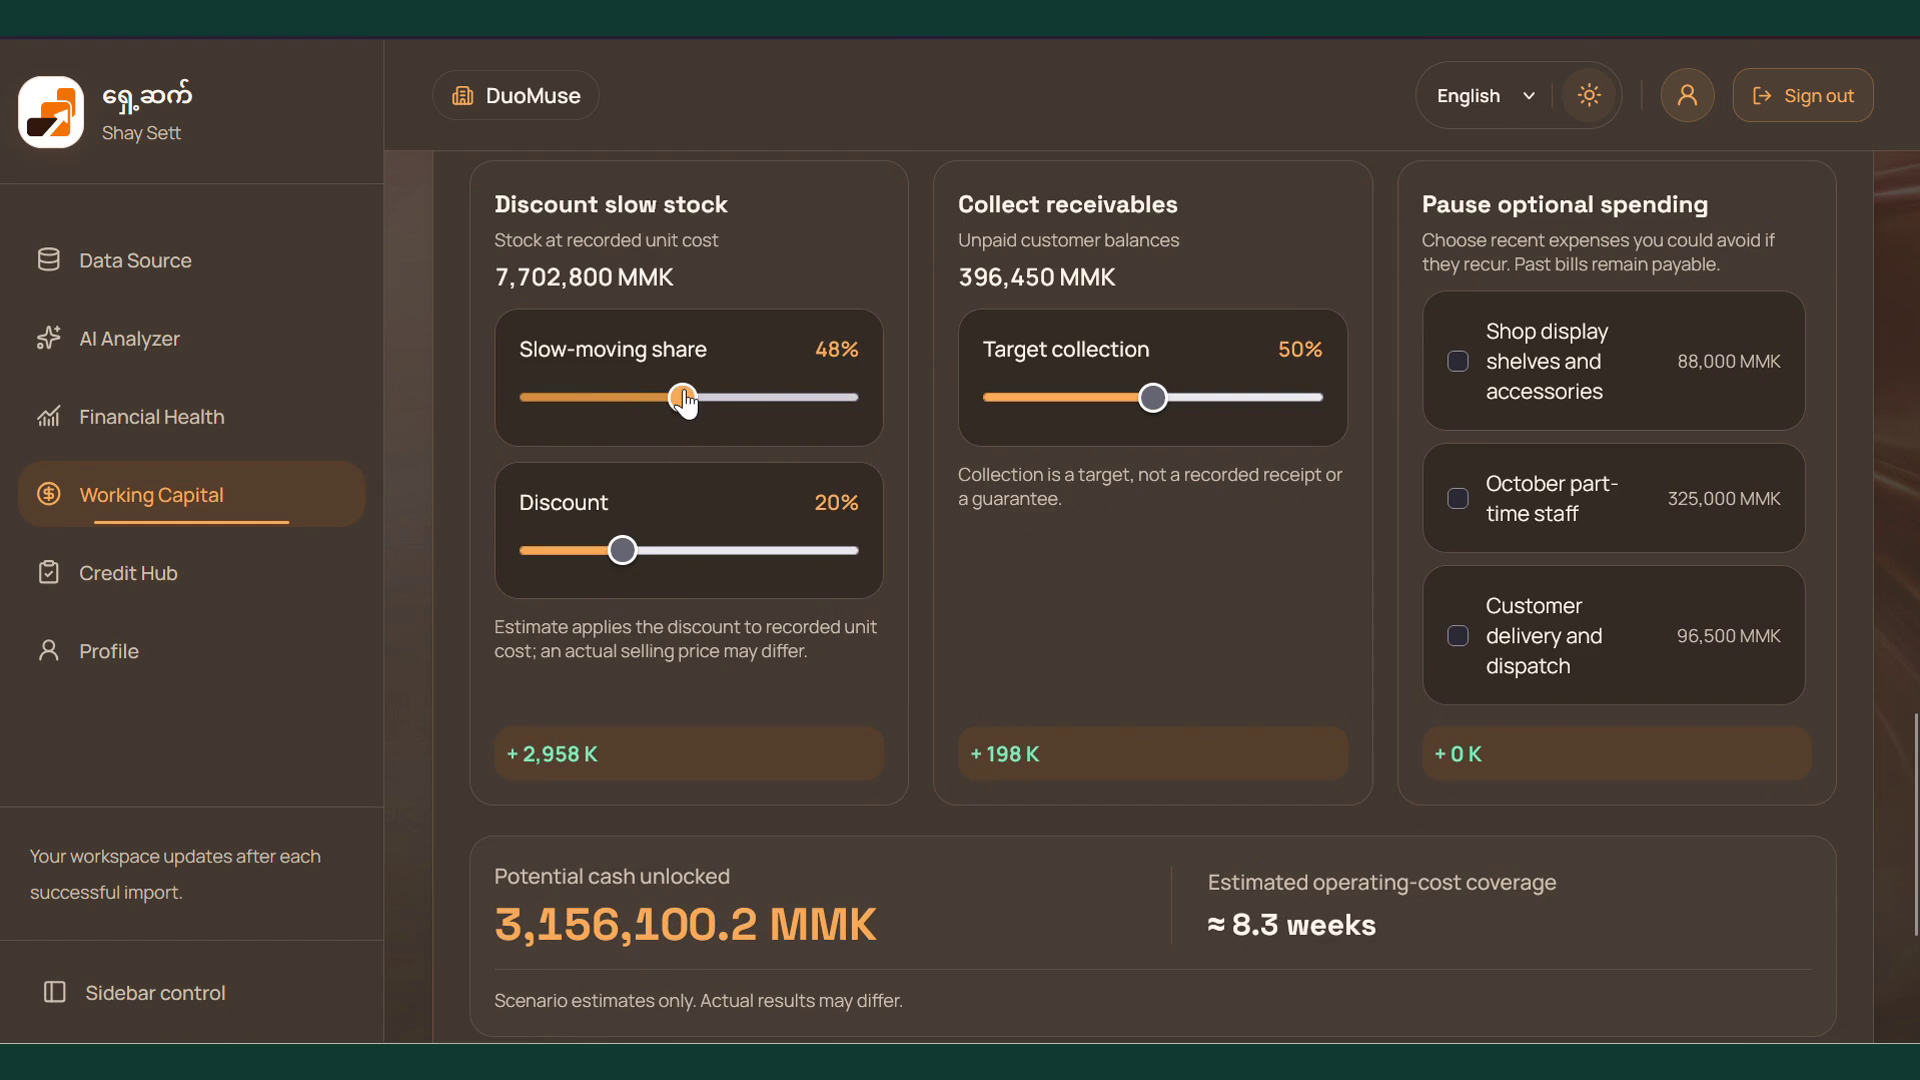 ရှေ့ဆက်
Shay Sett
DuoMuse
English
Sign out
Data Source
AI Analyzer
Financial Health
Working Capital
Credit Hub
Profile
Your workspace updates after each
successful import.
Sidebar control
Discount slow stock
Stock at recorded unit cost
7,702,800 MMK
Slow-moving share 48%
Discount 20%
Estimate applies the discount to recorded unit
cost; an actual selling price may differ.
+ 2,958 K
Collect receivables
Unpaid customer balances
396,450 MMK
Target collection 50%
Collection is a target, not a recorded receipt or
a guarantee.
+ 198 K
Pause optional spending
Choose recent expenses you could avoid if
they recur. Past bills remain payable.
Shop display
shelves and
accessories
88,000 MMK
October part-
time staff
325,000 MMK
Customer
delivery and
dispatch
96,500 MMK
+ 0 K
Potential cash unlocked
3,156,100.2 MMK
Estimated operating-cost coverage
≈ 8.3 weeks
Scenario estimates only. Actual results may differ.